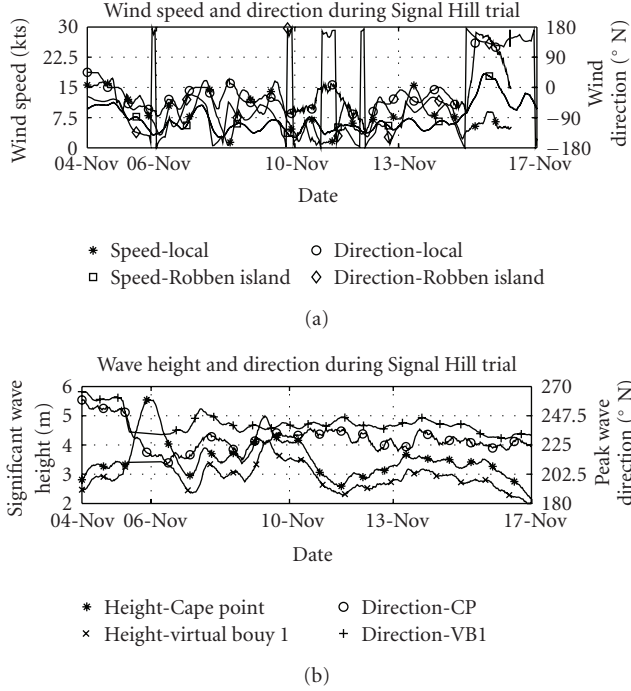 Wind speed and direction during Signal Hill trial
Wind speed (kts)
30
22.5
15
7.5
0
180
90
0
−90
−180
Wind
direction (° N)
04-Nov 06-Nov 10-Nov 13-Nov 17-Nov
Date
Speed-local
Direction-local
Speed-Robben island
Direction-Robben island
(a)
Wave height and direction during Signal Hill trial
Significant wave
height (m)
6
5
4
3
2
270
247.5
225
202.5
180
Peak wave
direction (° N)
04-Nov 06-Nov 10-Nov 13-Nov 17-Nov
Date
Height-Cape point
Direction-CP
Height-virtual bouy 1
Direction-VB1
(b)